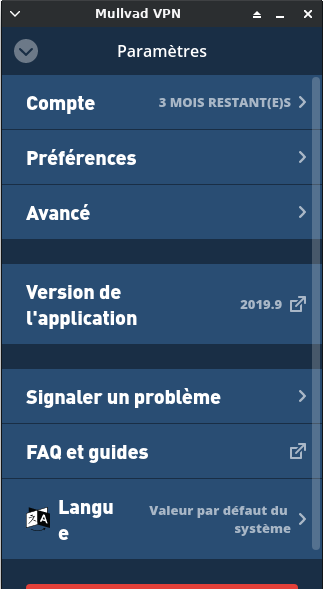 Mullvad VPN
Paramètres
Compte 3 MOIS RESTANT(E)S
Préférences
Avancé
Version de
l'application 2019.9
Signaler un problème
FAQ et guides
Langu
e
Valeur par défaut du
système